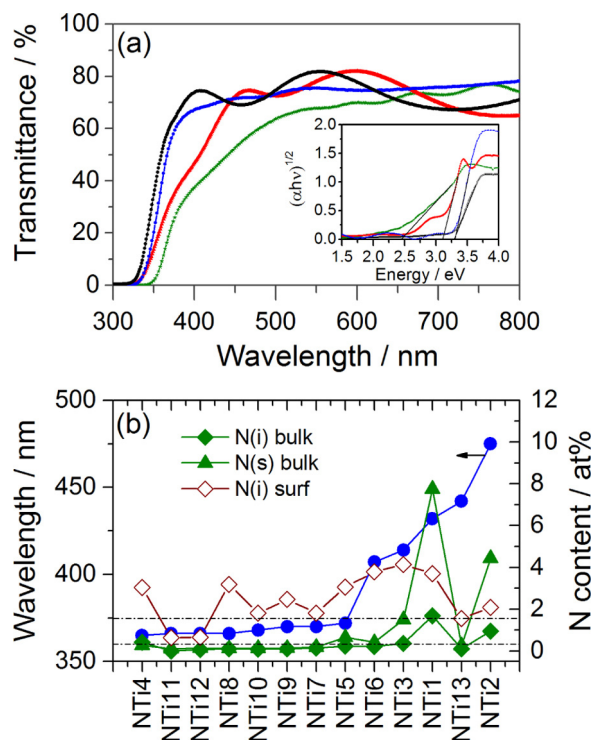 (a)
Transmittance / %
100
80
60
40
20
0
300 400 500 600 700 800
Wavelength / nm
(αhν)1/2
2.0
1.5
1.0
0.5
0.0
1.5 2.0 2.5 3.0 3.5 4.0
Energy / eV
(b)
Wavelength / nm
500
450
400
350
N(i) bulk
N(s) bulk
N(i) surf
12
10
8
6
4
2
0
N content / at%
NTi4
NTi11
NTi12
NTi8
NTi10
NTi9
NTi7
NTi5
NTi6
NTi3
NTi1
NTi13
NTi2